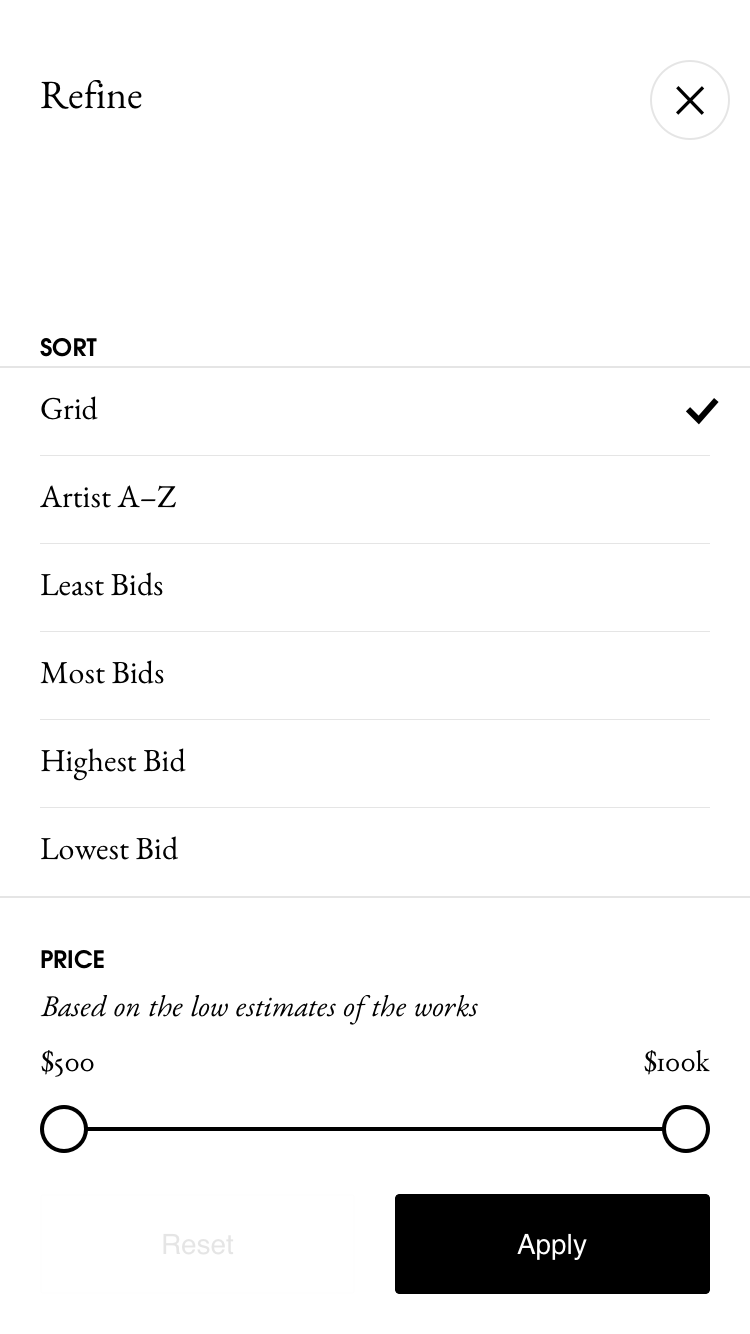 Refine
SORT
Grid
Artist A–Z
Least Bids
Most Bids
Highest Bid
Lowest Bid
PRICE
Based on the low estimates of the works
$500 $100k
Reset Apply